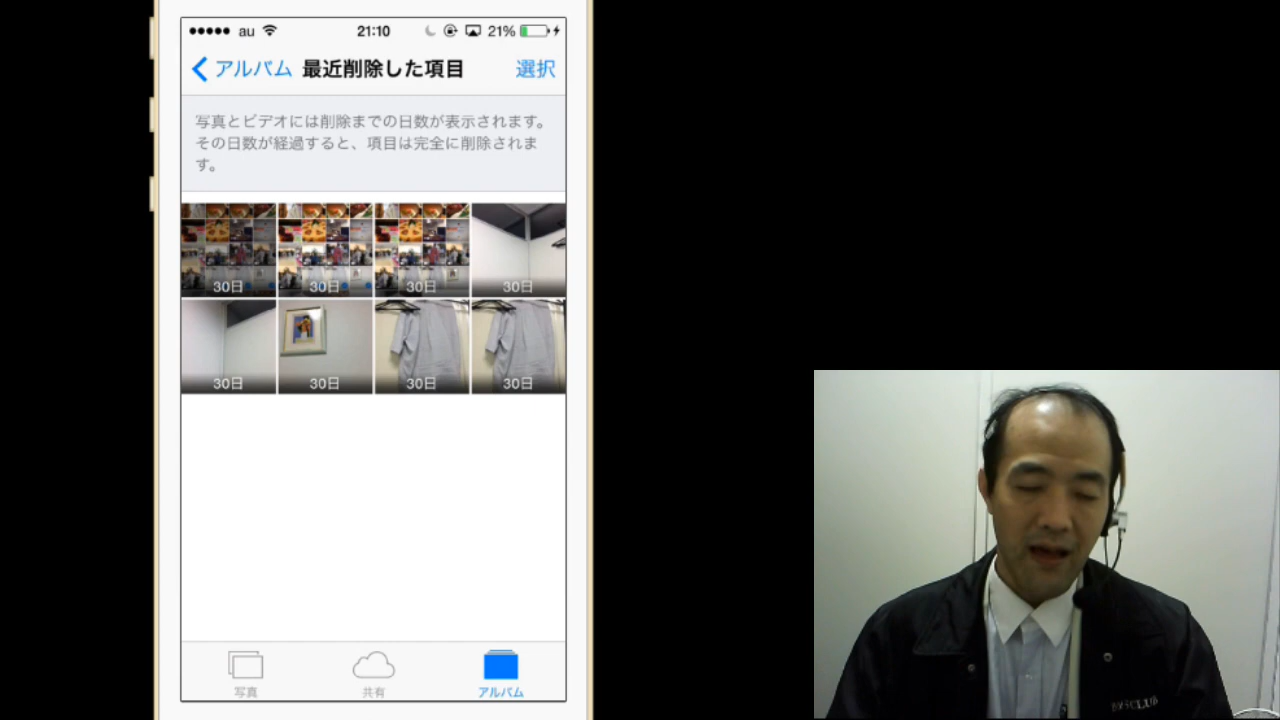 au 21:10 21%
アルバム 最近削除した項目 選択
写真とビデオには削除までの日数が表示されます。
その日数が経過すると、項目は完全に削除されま
す。
30日 30日 30日 30日
30日 30日 30日 30日
写真 共有 アルバム